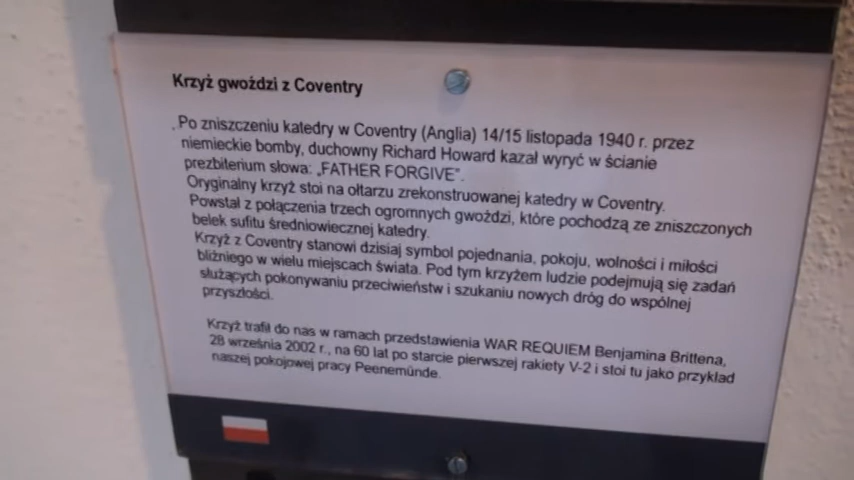 Krzyż gwoździ z Coventry
„Po zniszczeniu katedry w Coventry (Anglia) 14/15 listopada 1940 r. przez
niemieckie bomby, duchowny Richard Howard kazał wyryć w ścianie
prezbiterium słowa: „FATHER FORGIVE”.
Oryginalny krzyż stoi na ołtarzu zrekonstruowanej katedry w Coventry.
Powstał z połączenia trzech ogromnych gwoździ, które pochodzą ze zniszczonych
belek sufitu średniowiecznej katedry.
Krzyż z Coventry stanowi dzisiaj symbol pojednania, pokoju, wolności i miłości
bliźniego w wielu miejscach świata. Pod tym krzyżem ludzie podejmują się zadań
służących pokonywaniu przeciwieństw i szukaniu nowych dróg do wspólnej
przyszłości.
Krzyż trafił do nas w ramach przedstawienia WAR REQUIEM Benjamina Brittena,
28 września 2002 r., na 60 lat po starcie pierwszej rakiety V-2 i stoi tu jako przykład
naszej pokojowej pracy Peenemünde.